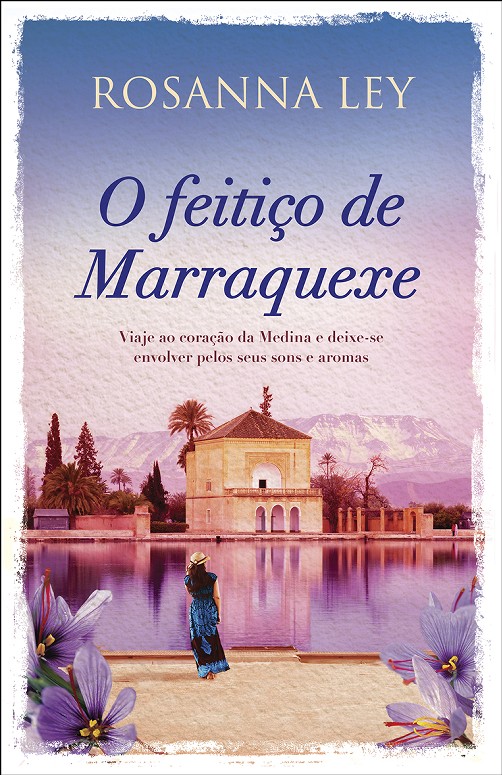 ROSANNA LEY
O feitiço de
Marraquexe
Viaje ao coração da Medina e deixe-se
envolver pelos seus sons e aromas